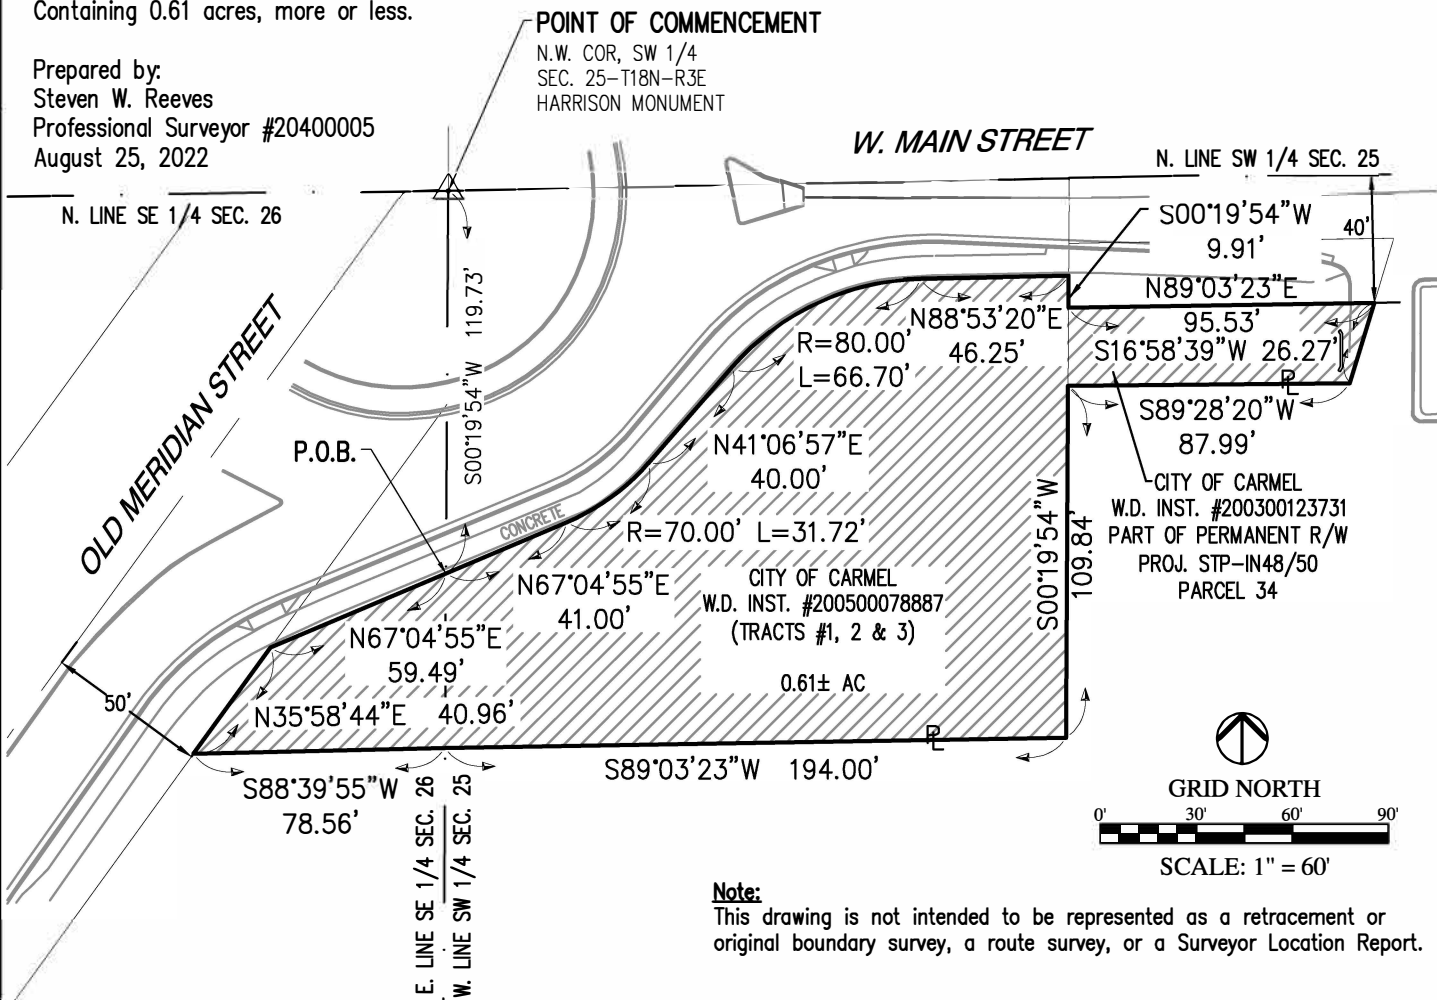 Containing 0.61 acres, more or less.
Prepared by:
Steven W. Reeves
Professional Surveyor #20400005
August 25, 2022
POINT OF COMMENCEMENT
N.W. COR, SW 1/4
SEC. 25-T18N-R3E
HARRISON MONUMENT
W. MAIN STREET
N. LINE SW 1/4 SEC. 25
N. LINE SE 1/4 SEC. 26
S00°19'54"W
9.91'
40'
N89°03'23"E
95.53'
S16°58'39"W 26.27'
PL
S89°28'20"W
87.99'
S00°19'54"W 119.73'
N88°53'20"E
46.25'
R=80.00'
L=66.70'
OLD MERIDIAN STREET
P.O.B.
N41°06'57"E
40.00'
CONCRETE
R=70.00' L=31.72'
CITY OF CARMEL
W.D. INST. #200300123731
PART OF PERMANENT R/W
PROJ. STP-IN48/50
PARCEL 34
S00°19'54"W
109.84'
N67°04'55"E
41.00'
CITY OF CARMEL
W.D. INST. #200500078887
(TRACTS #1, 2 & 3)
0.61± AC
N67°04'55"E
59.49'
50'
N35°58'44"E
40.96'
PL
S88°39'55"W
78.56'
S89°03'23"W 194.00'
E. LINE SE 1/4 SEC. 26
W. LINE SW 1/4 SEC. 25
GRID NORTH
0' 30' 60' 90'
SCALE: 1" = 60'
Note:
This drawing is not intended to be represented as a retracement or
original boundary survey, a route survey, or a Surveyor Location Report.